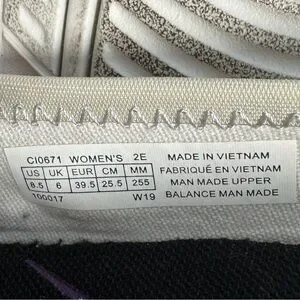 CI0671 WOMEN'S 2E MADE IN VIETNAM
US UK EUR CM MM FABRIQUÉ EN VIETNAM
8.5 6 39.5 25.5 255 MAN MADE UPPER
100017 W19 BALANCE MAN MADE